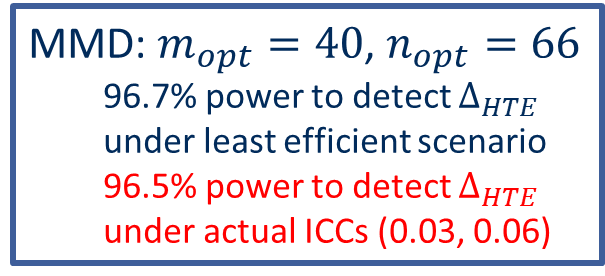 MMD: m_opt = 40, n_opt = 66
96.7% power to detect Δ_HTE
under least efficient scenario
96.5% power to detect Δ_HTE
under actual ICCs (0.03, 0.06)